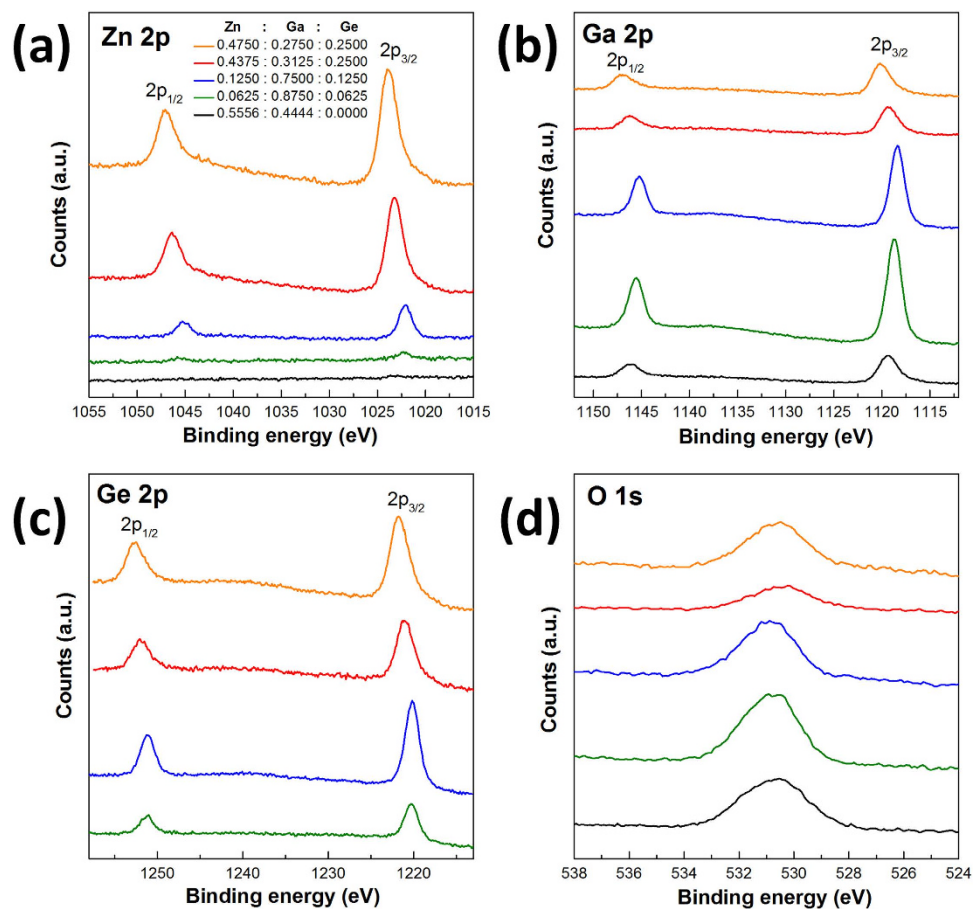 (a)
Zn 2p
Zn : Ga : Ge
0.4750 : 0.2750 : 0.2500
0.4375 : 0.3125 : 0.2500
0.1250 : 0.7500 : 0.1250
0.0625 : 0.8750 : 0.0625
0.5556 : 0.4444 : 0.0000
2p1/2
2p3/2
Counts (a.u.)
1055 1050 1045 1040 1035 1030 1025 1020 1015
Binding energy (eV)
(b)
Ga 2p
2p1/2
2p3/2
Counts (a.u.)
1150 1145 1140 1135 1130 1125 1120 1115
Binding energy (eV)
(c)
Ge 2p
2p1/2
2p3/2
Counts (a.u.)
1250 1240 1230 1220
Binding energy (eV)
(d)
O 1s
Counts (a.u.)
538 536 534 532 530 528 526 524
Binding energy (eV)